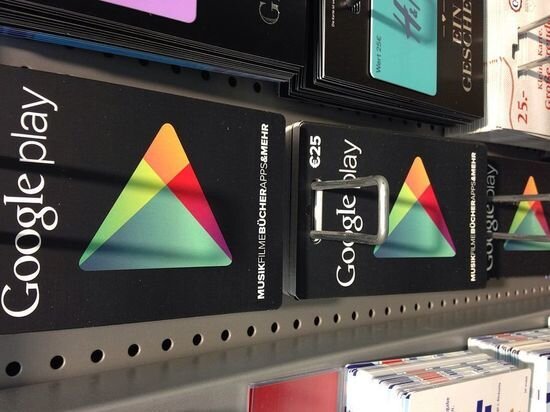 Google play
MUSIKFILMEBÜCHERAPPS&MEHR
€25
Google play
MUSIKFILMEBÜCHERAPPS&MEHR
Google play
H&M
Wert 25€
EIN
GESCHE
25.-